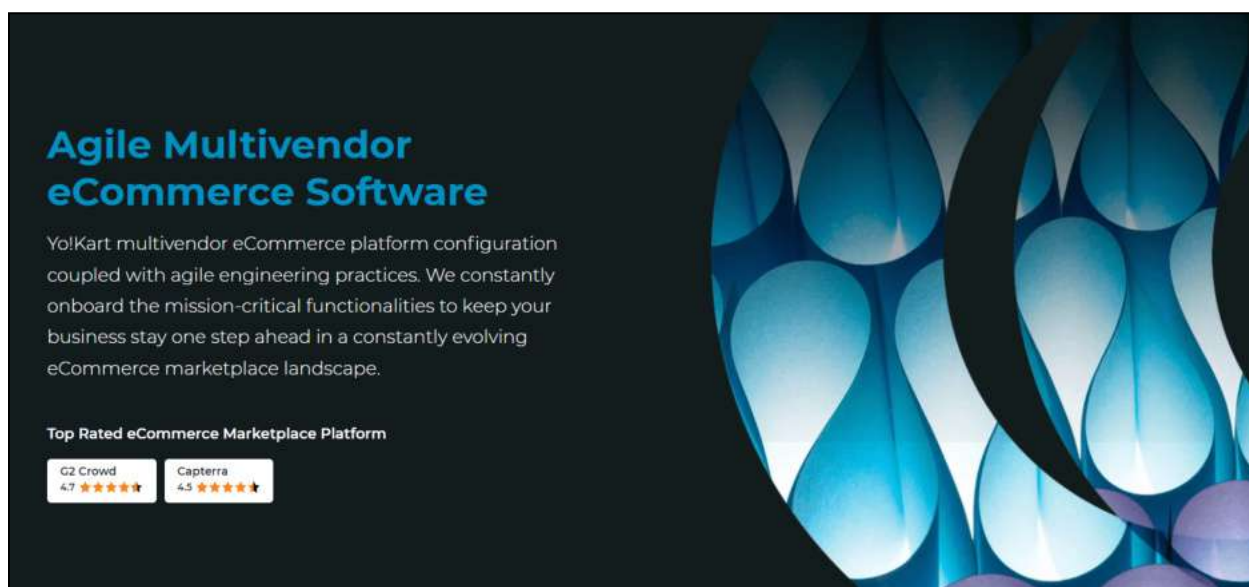 Agile Multivendor
eCommerce Software
Yo!Kart multivendor eCommerce platform configuration
coupled with agile engineering practices. We constantly
onboard the mission-critical functionalities to keep your
business stay one step ahead in a constantly evolving
eCommerce marketplace landscape.
Top Rated eCommerce Marketplace Platform
G2 Crowd
4.7
Capterra
4.5